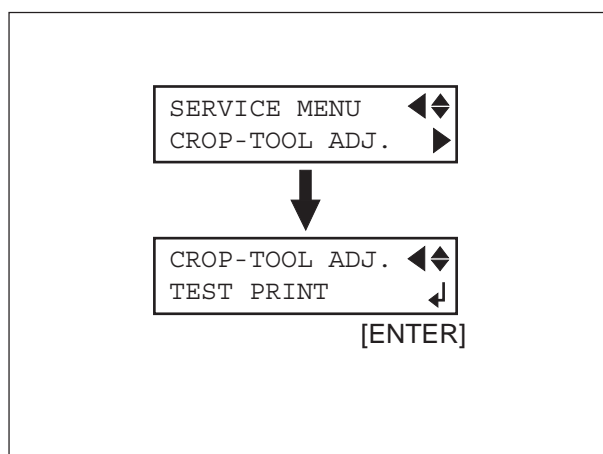 SERVICE MENU
CROP-TOOL ADJ.
CROP-TOOL ADJ.
TEST PRINT
[ENTER]